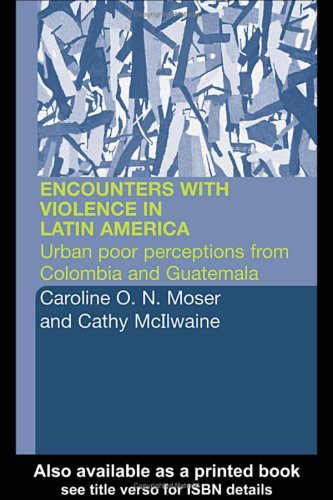 ENCOUNTERS WITH
VIOLENCE IN
LATIN AMERICA
Urban poor perceptions from
Colombia and Guatemala
Caroline O. N. Moser
and Cathy McIlwaine
Also available as a printed book
see title verso for ISBN details